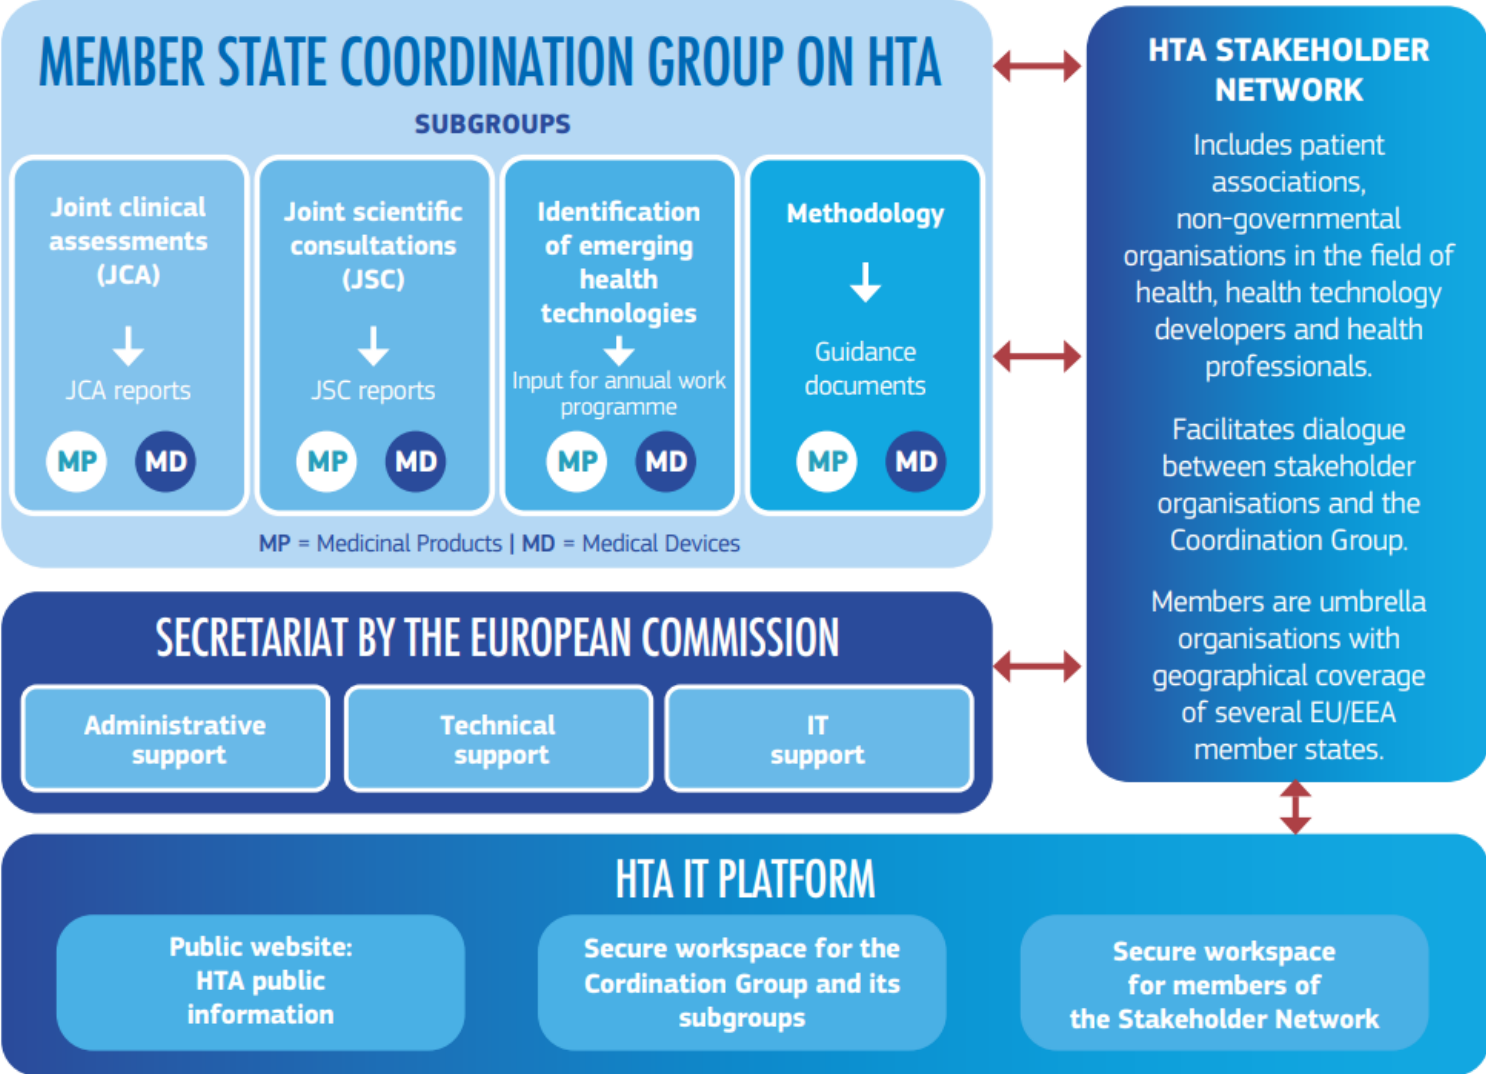 MEMBER STATE COORDINATION GROUP ON HTA
SUBGROUPS
Joint clinical
assessments
(JCA)
JCA reports
MP MD
Joint scientific
consultations
(JSC)
JSC reports
MP MD
Identification
of emerging
health
technologies
Input for annual work
programme
MP MD
Methodology
Guidance
documents
MP MD
MP = Medicinal Products | MD = Medical Devices
HTA STAKEHOLDER
NETWORK
Includes patient
associations,
non-governmental
organisations in the field of
health, health technology
developers and health
professionals.
Facilitates dialogue
between stakeholder
organisations and the
Coordination Group.
Members are umbrella
organisations with
geographical coverage
of several EU/EEA
member states.
SECRETARIAT BY THE EUROPEAN COMMISSION
Administrative
support
Technical
support
IT
support
HTA IT PLATFORM
Public website:
HTA public
information
Secure workspace for the
Cordination Group and its
subgroups
Secure workspace
for members of
the Stakeholder Network